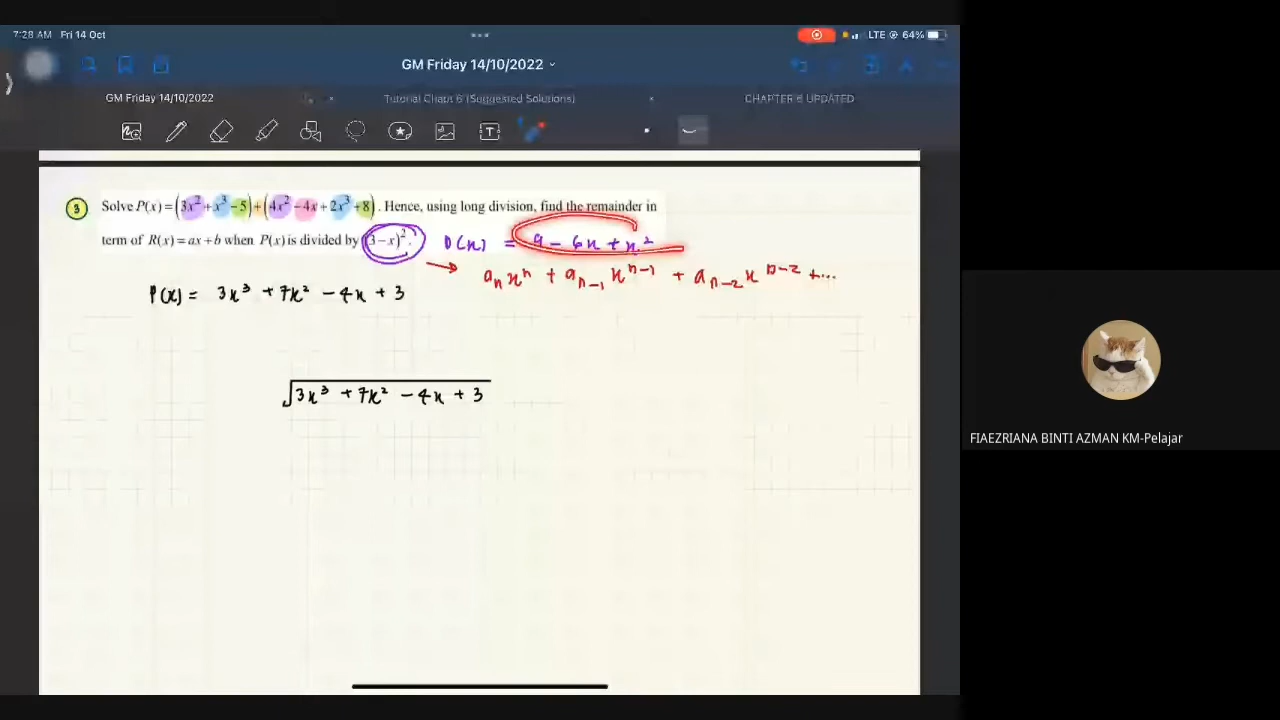 7:28 AM Fri 14 Oct
LTE 64%
GM Friday 14/10/2022
GM Friday 14/10/2022
Tutorial Chapt 6 (Suggested Solutions)
CHAPTER 6 UPDATED
3 Solve P(x) = (3x² + x³ − 5) + (4x² − 4x + 2x³ + 8). Hence, using long division, find the remainder in
term of R(x) = ax + b when P(x) is divided by (3 − x)². D(x) = 9 − 6x + x²
→ aₙxⁿ + aₙ₋₁xⁿ⁻¹ + aₙ₋₂xⁿ⁻² + ...
P(x) = 3x³ + 7x² − 4x + 3
√3x³ + 7x² − 4x + 3
FIAEZRIANA BINTI AZMAN KM-Pelajar